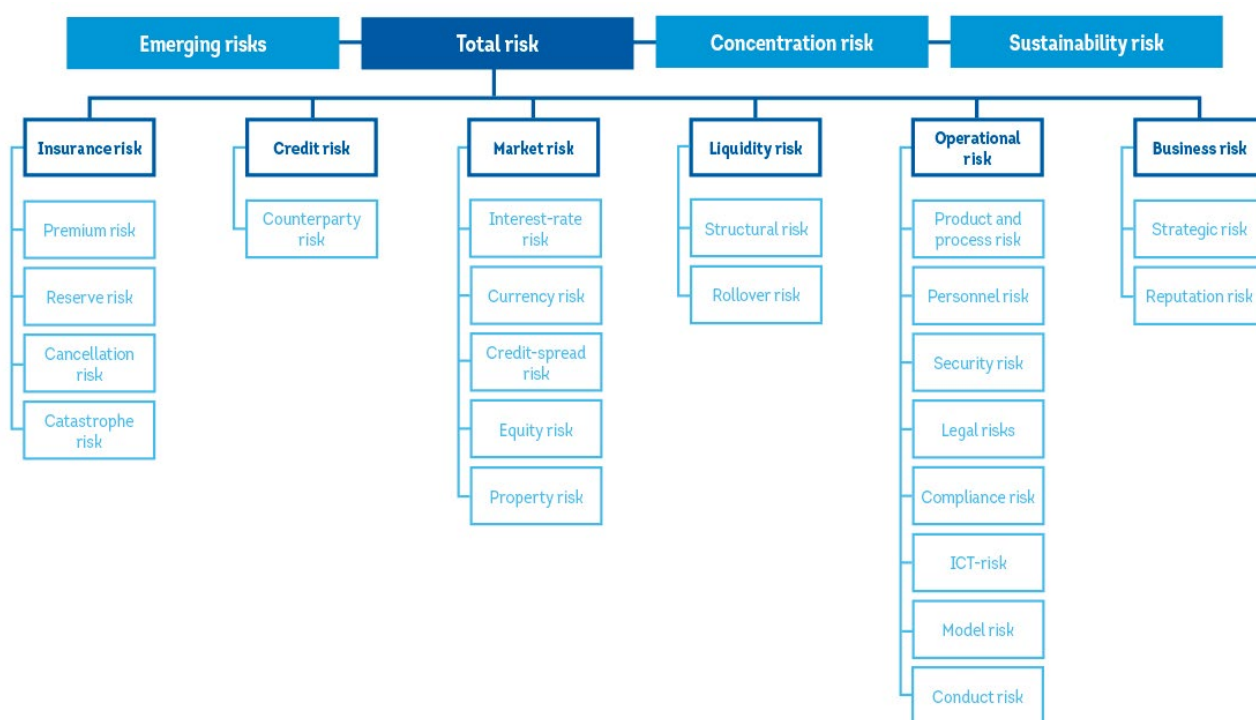 Emerging risks
Total risk
Concentration risk
Sustainability risk
Insurance risk
Premium risk
Reserve risk
Cancellation
risk
Catastrophe
risk
Credit risk
Counterparty
risk
Market risk
Interest-rate
risk
Currency risk
Credit-spread
risk
Equity risk
Property risk
Liquidity risk
Structural risk
Rollover risk
Operational
risk
Product and
process risk
Personnel risk
Security risk
Legal risks
Compliance risk
ICT-risk
Model risk
Conduct risk
Business risk
Strategic risk
Reputation risk